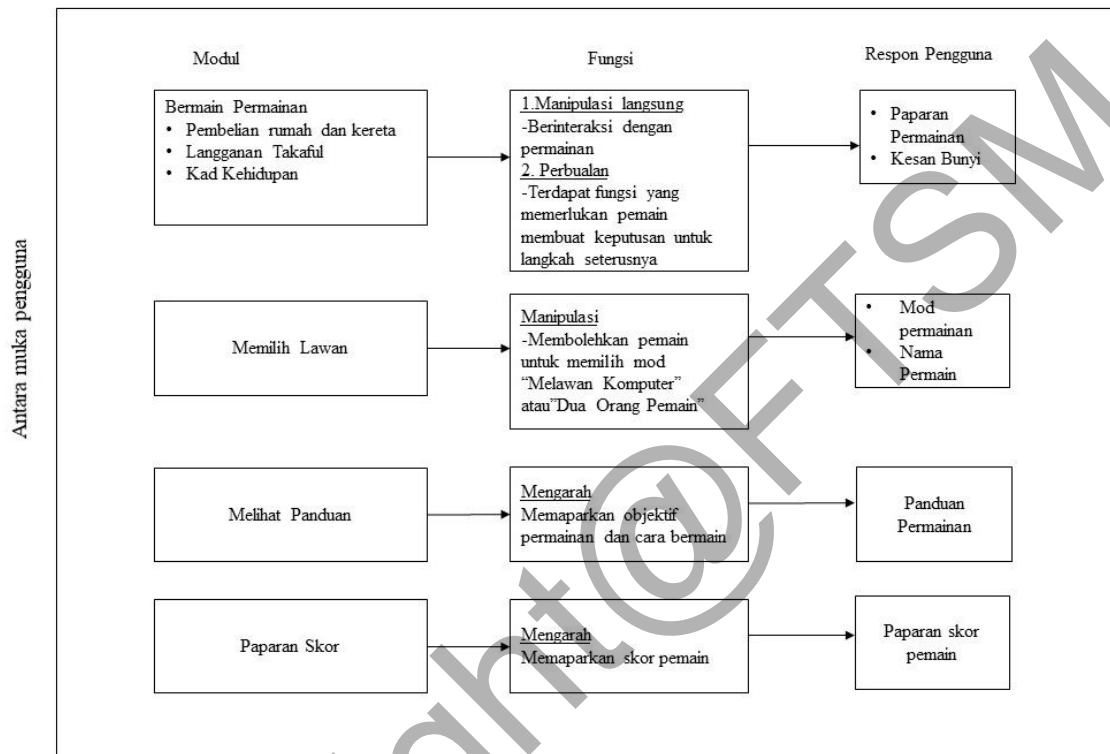 Antara muka pengguna
Modul
Fungsi
Respon Pengguna
Bermain Permainan
• Pembelian rumah dan kereta
• Langganan Takaful
• Kad Kehidupan
1.Manipulasi langsung
-Berinteraksi dengan
permainan
2. Perbualan
-Terdapat fungsi yang
memerlukan pemain
membuat keputusan untuk
langkah seterusnya
• Paparan
Permainan
• Kesan Bunyi
Memilih Lawan
Manipulasi
-Membolehkan pemain
untuk memilih mod
“Melawan Komputer”
atau”Dua Orang Pemain”
• Mod
permainan
• Nama
Permain
Melihat Panduan
Mengarah
Memaparkan objektif
permainan dan cara bermain
Panduan
Permainan
Paparan Skor
Mengarah
Memaparkan skor pemain
Paparan skor
pemain
ght@FTSM